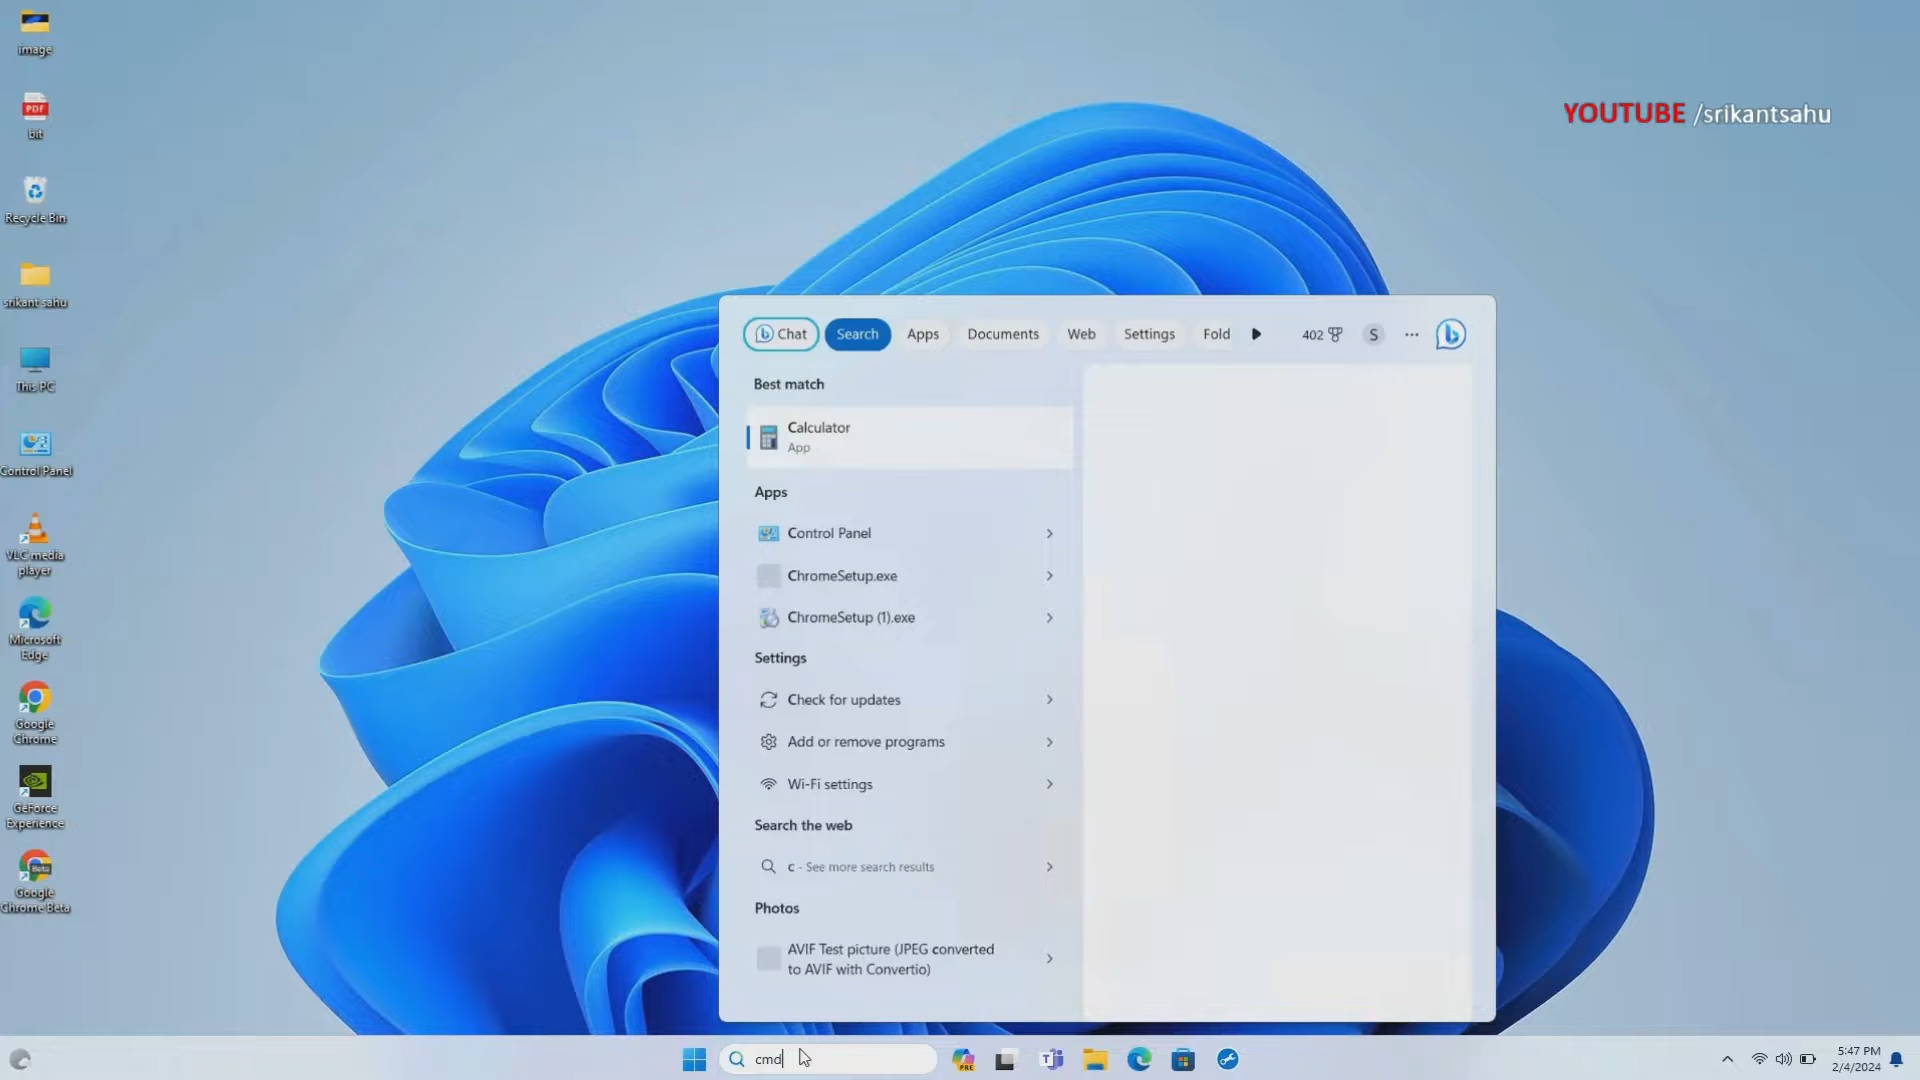 image
bit
Recycle Bin
srikant sahu
This PC
Control Panel
VLC media
player
Microsoft
Edge
Google
Chrome
GeForce
Experience
Beta
Google
Chrome Beta
PDF
YOUTUBE /srikantsahu
Chat
Search
Apps
Documents
Web
Settings
Fold
402
S
Best match
Calculator
App
Apps
Control Panel
ChromeSetup.exe
ChromeSetup (1).exe
Settings
Check for updates
Add or remove programs
Wi-Fi settings
Search the web
c - See more search results
Photos
AVIF Test picture (JPEG converted
to AVIF with Convertio)
cmd
PRE
5:47 PM
2/4/2024